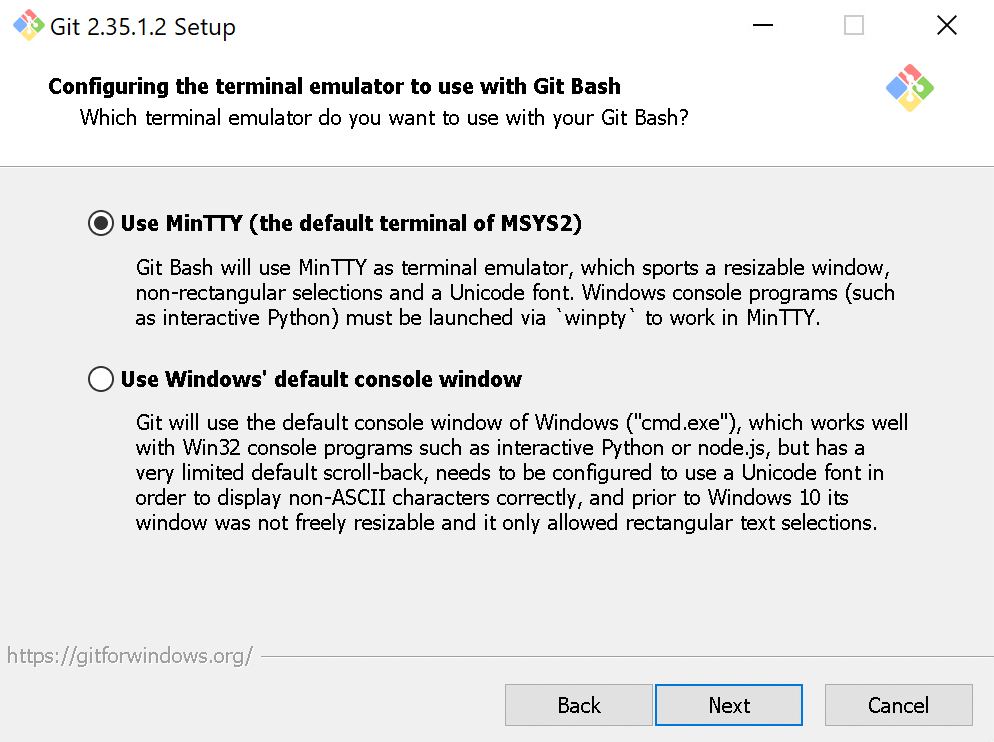 Git 2.35.1.2 Setup
Configuring the terminal emulator to use with Git Bash
Which terminal emulator do you want to use with your Git Bash?
Use MinTTY (the default terminal of MSYS2)
Git Bash will use MinTTY as terminal emulator, which sports a resizable window,
non-rectangular selections and a Unicode font. Windows console programs (such
as interactive Python) must be launched via `winpty` to work in MinTTY.
Use Windows' default console window
Git will use the default console window of Windows ("cmd.exe"), which works well
with Win32 console programs such as interactive Python or node.js, but has a
very limited default scroll-back, needs to be configured to use a Unicode font in
order to display non-ASCII characters correctly, and prior to Windows 10 its
window was not freely resizable and it only allowed rectangular text selections.
https://gitforwindows.org/
Back Next Cancel